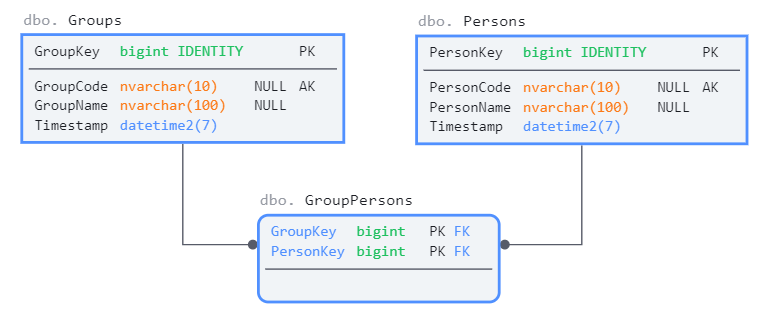 dbo. Groups
GroupKey bigint IDENTITY PK
GroupCode nvarchar(10) NULL AK
GroupName nvarchar(100) NULL
Timestamp datetime2(7)
dbo. Persons
PersonKey bigint IDENTITY PK
PersonCode nvarchar(10) NULL AK
PersonName nvarchar(100) NULL
Timestamp datetime2(7)
dbo. GroupPersons
GroupKey bigint PK FK
PersonKey bigint PK FK